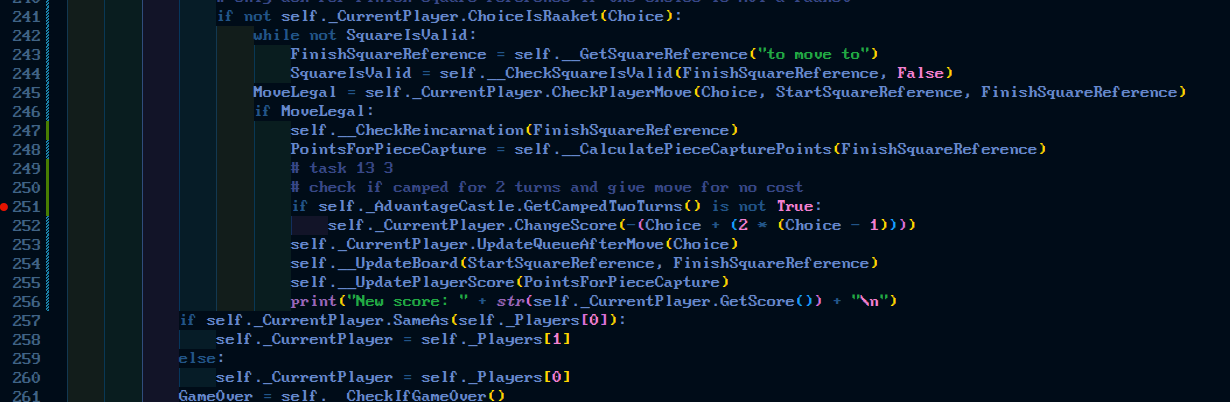 241 if not self._CurrentPlayer.ChoiceIsRaaket(Choice):
242 while not SquareIsValid:
243 FinishSquareReference = self.__GetSquareReference("to move to")
244 SquareIsValid = self.__CheckSquareIsValid(FinishSquareReference, False)
245 MoveLegal = self._CurrentPlayer.CheckPlayerMove(Choice, StartSquareReference, FinishSquareReference)
246 if MoveLegal:
247 self.__CheckReincarnation(FinishSquareReference)
248 PointsForPieceCapture = self.__CalculatePieceCapturePoints(FinishSquareReference)
249 # task 13 3
250 # check if camped for 2 turns and give move for no cost
251 if self._AdvantageCastle.GetCampedTwoTurns() is not True:
252 self._CurrentPlayer.ChangeScore(-(Choice + (2 * (Choice - 1))))
253 self._CurrentPlayer.UpdateQueueAfterMove(Choice)
254 self.__UpdateBoard(StartSquareReference, FinishSquareReference)
255 self.__UpdatePlayerScore(PointsForPieceCapture)
256 print("New score: " + str(self._CurrentPlayer.GetScore()) + "\n")
257 if self._CurrentPlayer.SameAs(self._Players[0]):
258 self._CurrentPlayer = self._Players[1]
259 else:
260 self._CurrentPlayer = self._Players[0]
261 GameOver = self.__CheckIfGameOver()